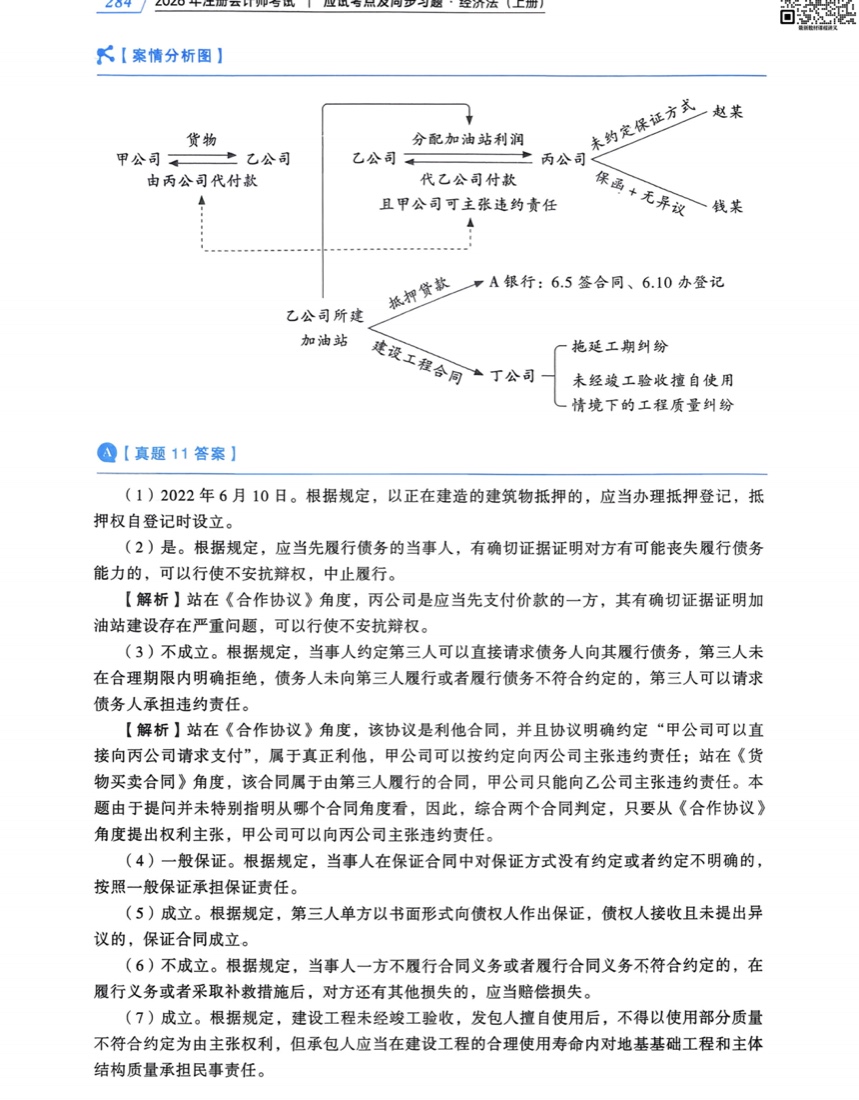 284 2026年注册会计师考试 | 应试考点及同步习题·经济法（上册）
【案情分析图】
货物
甲公司 乙公司
由丙公司代付款
分配加油站利润
乙公司 丙公司
代乙公司付款
且甲公司可主张违约责任
未约定保证方式
赵某
保函+无异议
钱某
乙公司所建
加油站
抵押贷款
A银行：6.5签合同、6.10办登记
建设工程合同
丁公司
拖延工期纠纷
未经竣工验收擅自使用
情境下的工程质量纠纷
A【真题11答案】
（1）2022年6月10日。根据规定，以正在建造的建筑物抵押的，应当办理抵押登记，抵
押权自登记时设立。
（2）是。根据规定，应当先履行债务的当事人，有确切证据证明对方有可能丧失履行债务
能力的，可以行使不安抗辩权，中止履行。
【解析】站在《合作协议》角度，丙公司是应当先支付价款的一方，其有确切证据证明加
油站建设存在严重问题，可以行使不安抗辩权。
（3）不成立。根据规定，当事人约定第三人可以直接请求债务人向其履行债务，第三人未
在合理期限内明确拒绝，债务人未向第三人履行或者履行债务不符合约定的，第三人可以请求
债务人承担违约责任。
【解析】站在《合作协议》角度，该协议是利他合同，并且协议明确约定“甲公司可以直
接向丙公司请求支付”，属于真正利他，甲公司可以按约定向丙公司主张违约责任；站在《货
物买卖合同》角度，该合同属于由第三人履行的合同，甲公司只能向乙公司主张违约责任。本
题由于提问并未特别指明从哪个合同角度看，因此，综合两个合同判定，只要从《合作协议》
角度提出权利主张，甲公司可以向丙公司主张违约责任。
（4）一般保证。根据规定，当事人在保证合同中对保证方式没有约定或者约定不明确的，
按照一般保证承担保证责任。
（5）成立。根据规定，第三人单方以书面形式向债权人作出保证，债权人接收且未提出异
议的，保证合同成立。
（6）不成立。根据规定，当事人一方不履行合同义务或者履行合同义务不符合约定的，在
履行义务或者采取补救措施后，对方还有其他损失的，应当赔偿损失。
（7）成立。根据规定，建设工程未经竣工验收，发包人擅自使用后，不得以使用部分质量
不符合约定为由主张权利，但承包人应当在建设工程的合理使用寿命内对地基基础工程和主体
结构质量承担民事责任。